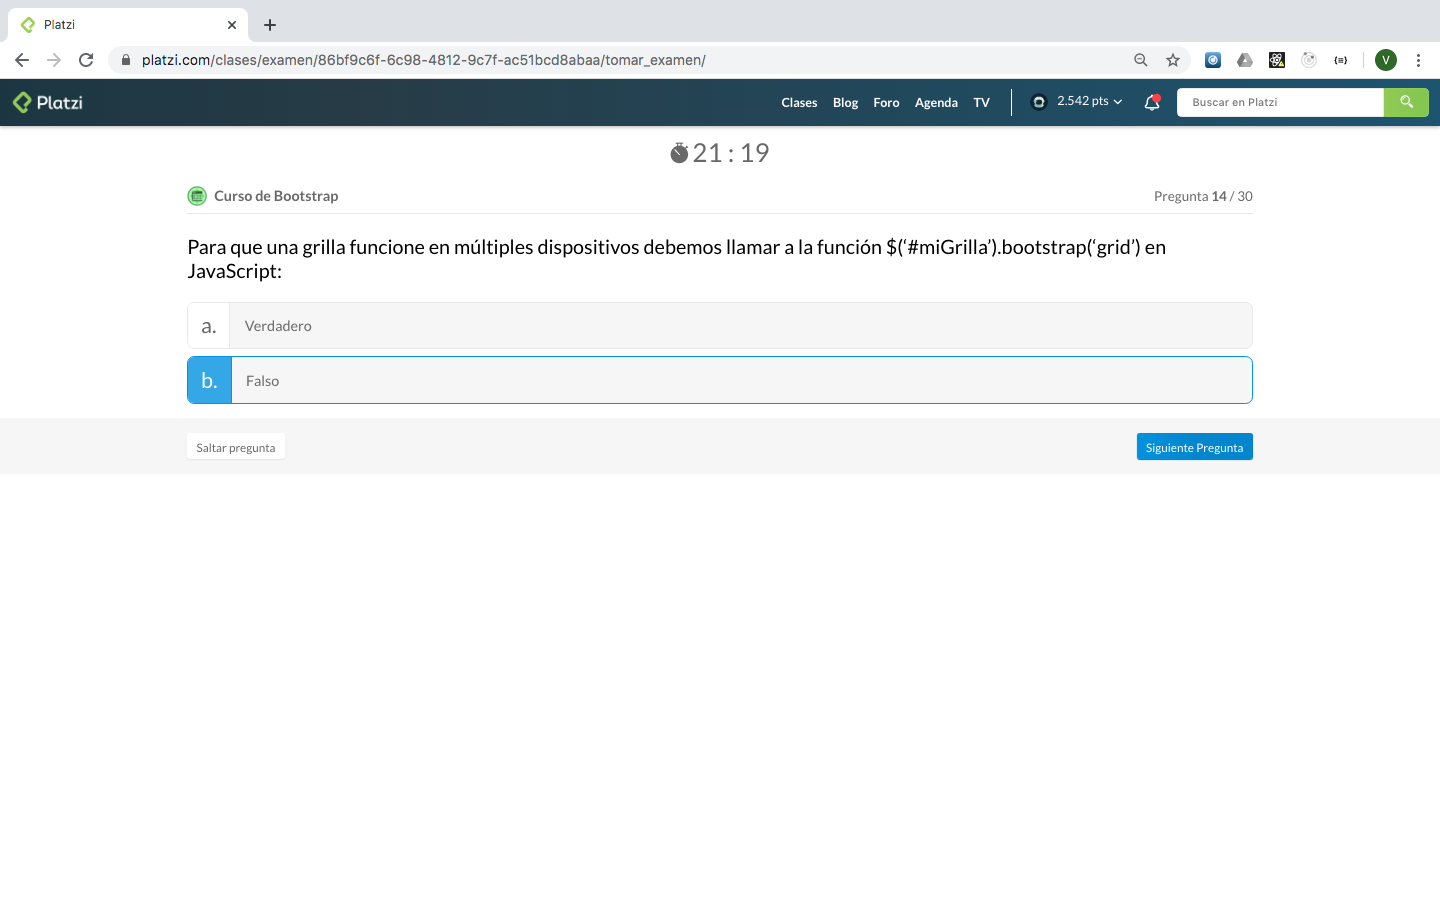 Platzi
platzi.com/clases/examen/86bf9c6f-6c98-4812-9c7f-ac51bcd8abaa/tomar_examen/
V
Platzi
Clases Blog Foro Agenda TV 2.542 pts Buscar en Platzi
21 : 19
Curso de Bootstrap Pregunta 14 / 30
Para que una grilla funcione en múltiples dispositivos debemos llamar a la función $(‘#miGrilla’).bootstrap(‘grid’) en
JavaScript:
a. Verdadero
b. Falso
Saltar pregunta Siguiente Pregunta